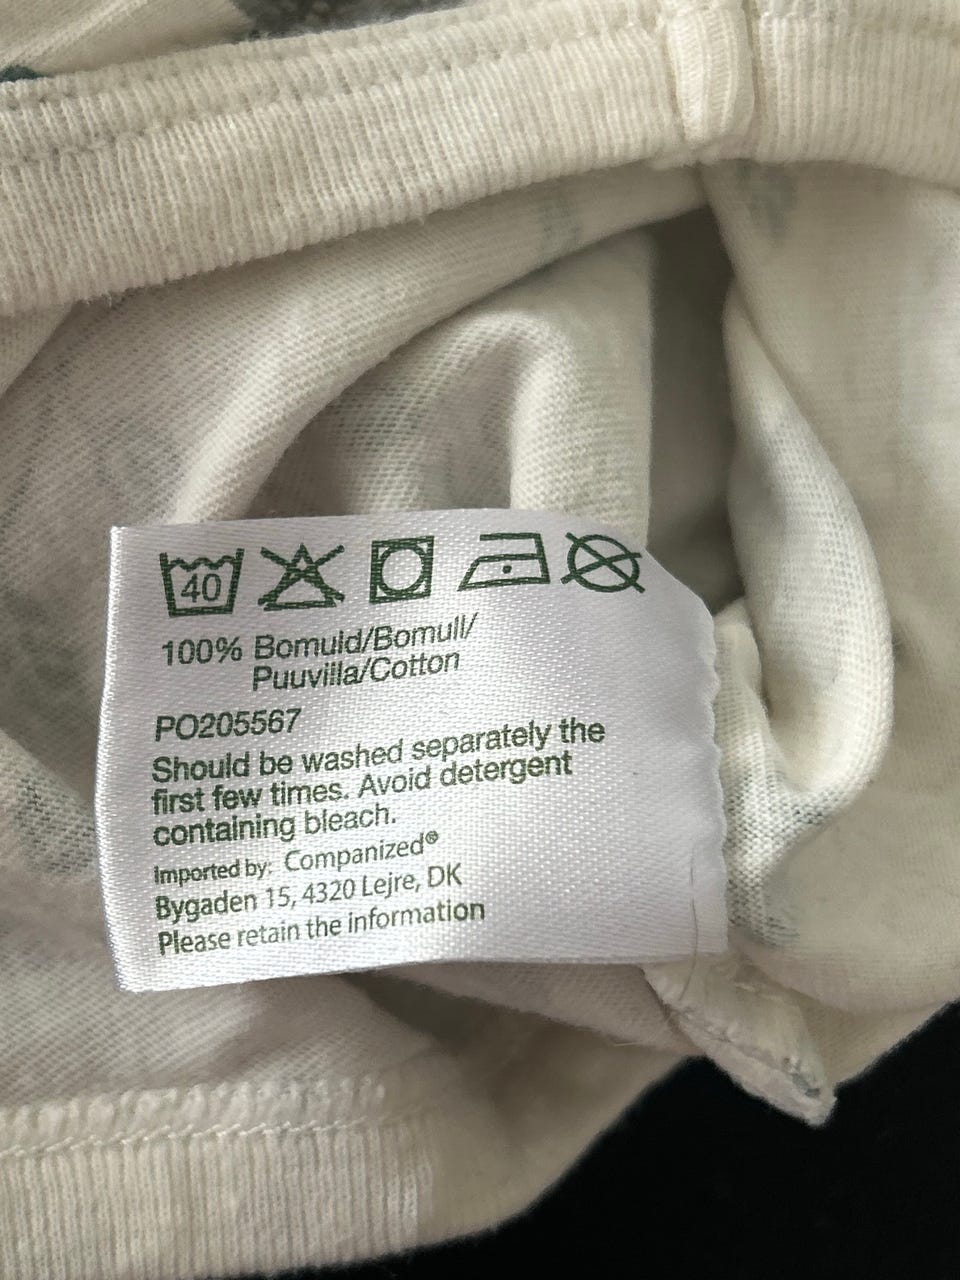 40
100% Bomuld/Bomull/
Puuvilla/Cotton
PO205567
Should be washed separately the
first few times. Avoid detergent
containing bleach.
Imported by: Companized®
Bygaden 15, 4320 Lejre, DK
Please retain the information